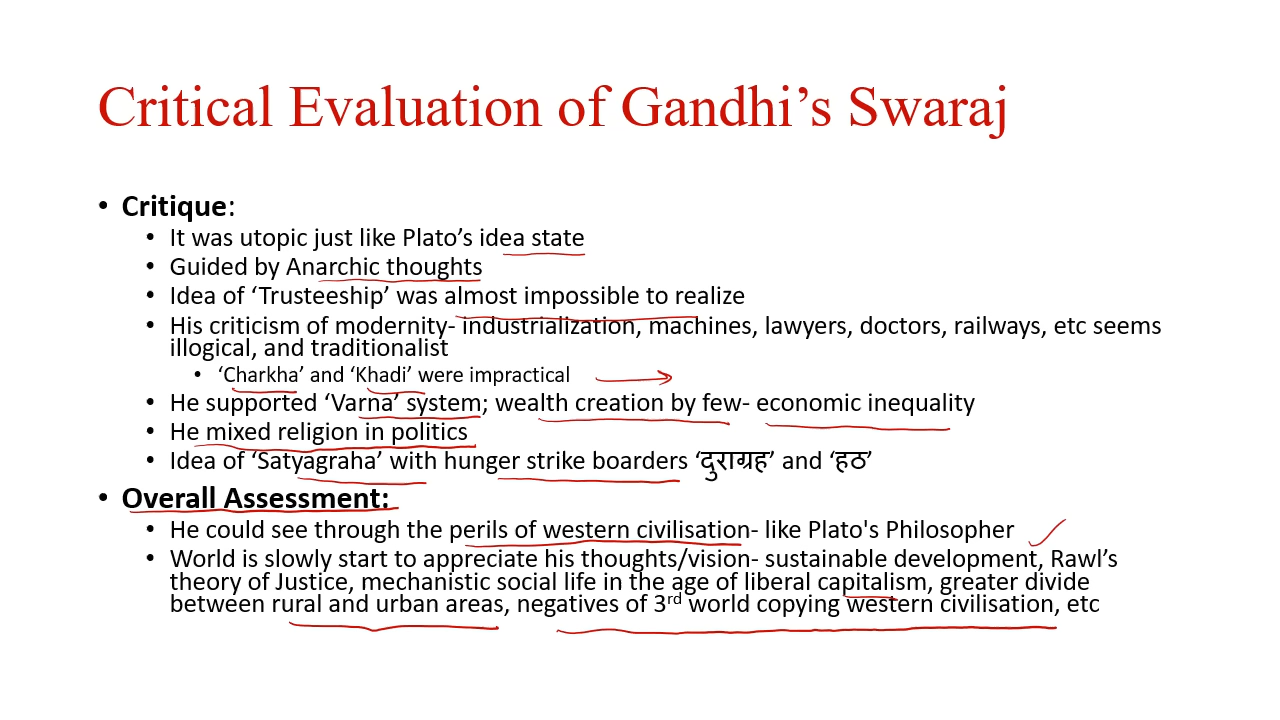 Critical Evaluation of Gandhi’s Swaraj
• Critique:
• It was utopic just like Plato’s idea state
• Guided by Anarchic thoughts
• Idea of ‘Trusteeship’ was almost impossible to realize
• His criticism of modernity- industrialization, machines, lawyers, doctors, railways, etc seems
illogical, and traditionalist
• ‘Charkha’ and ‘Khadi’ were impractical
• He supported ‘Varna’ system; wealth creation by few- economic inequality
• He mixed religion in politics
• Idea of ‘Satyagraha’ with hunger strike boarders ‘दुराग्रह’ and ‘हठ’
• Overall Assessment:
• He could see through the perils of western civilisation- like Plato's Philosopher
• World is slowly start to appreciate his thoughts/vision- sustainable development, Rawl’s
theory of Justice, mechanistic social life in the age of liberal capitalism, greater divide
between rural and urban areas, negatives of 3rd world copying western civilisation, etc